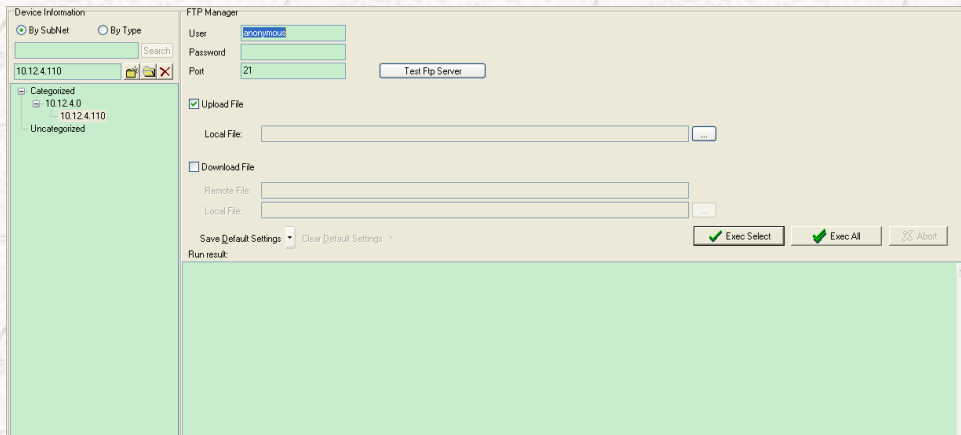 Device Information
By SubNet By Type
Search
10.12.4.110
Categorized
10.12.4.0
10.12.4.110
Uncategorized
FTP Manager
User anonymous
Password
Port 21 Test Ftp Server
Upload File
Local File: ...
Download File
Remote File:
Local File: ...
Save Default Settings Clear Default Settings Exec Select Exec All Abort
Run result: